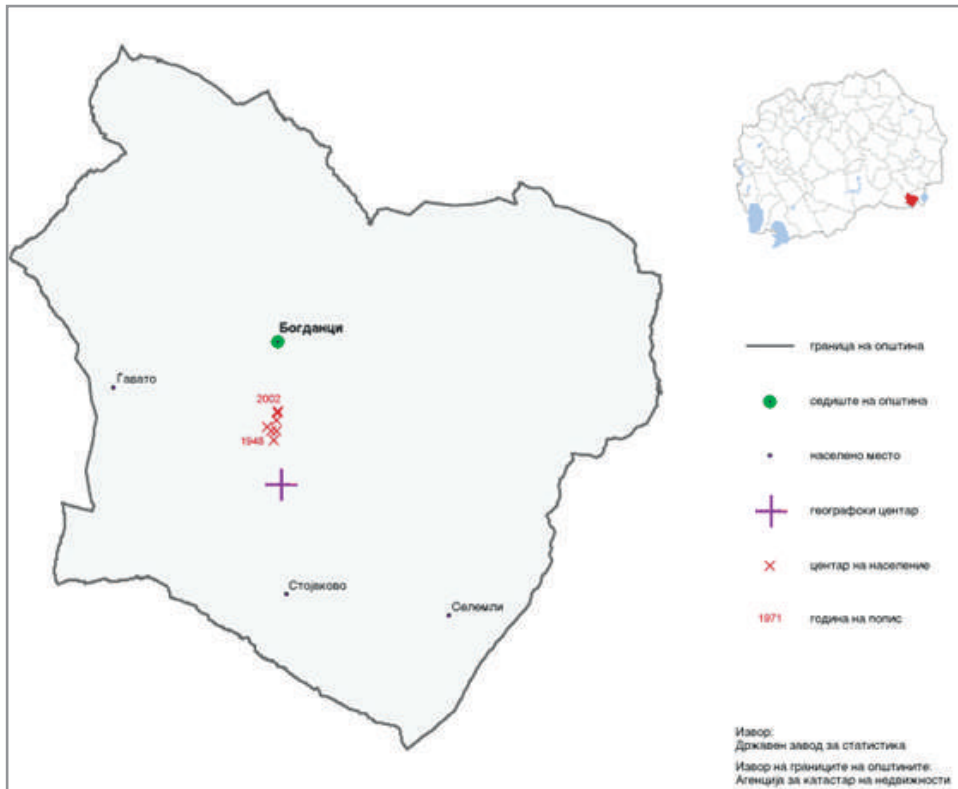 Богданци
Гавато
2002
1948
Стојаково
Селемли
граница на општина
седиште на општина
населено место
географски центар
центар на население
1971 година на попис
Извор:
Државен завод за статистика
Извор на границите на општините:
Агенција за катастар на недвижности